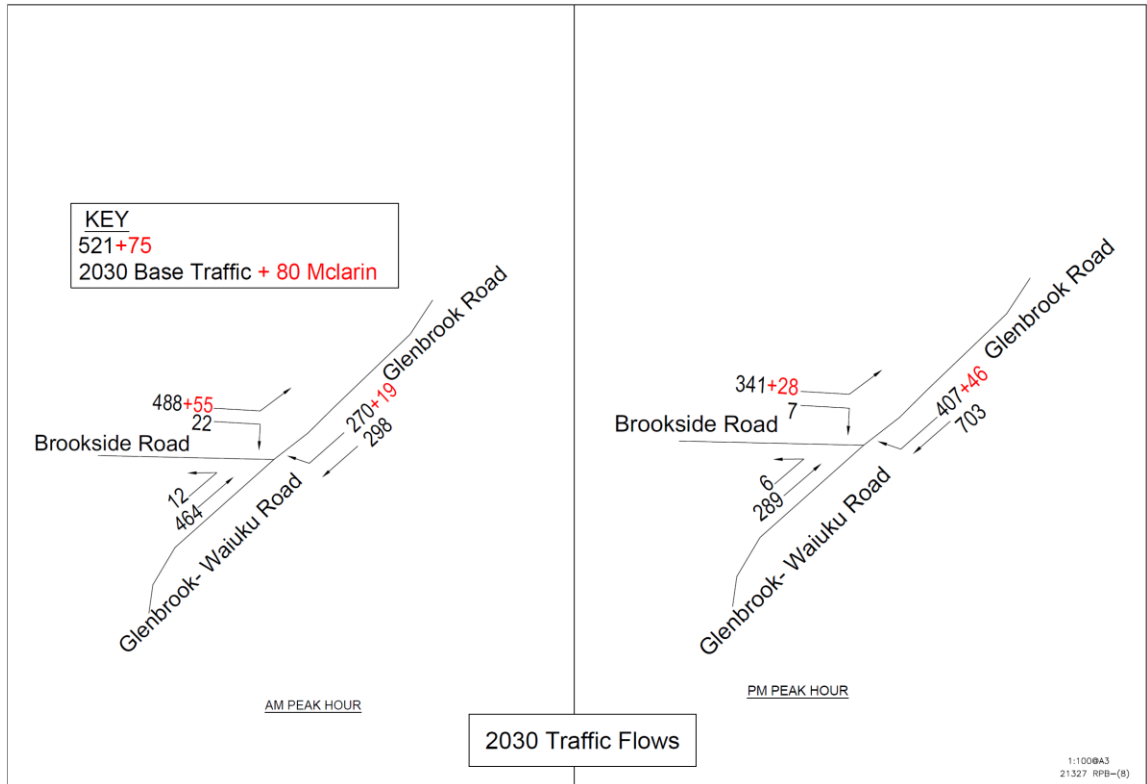 KEY
521+75
2030 Base Traffic + 80 Mclarin
488+55
22
Brookside Road
12
464
270+19
298
Glenbrook Road
Glenbrook- Waiuku Road
AM PEAK HOUR
341+28
7
Brookside Road
6
289
407+46
703
Glenbrook Road
Glenbrook- Waiuku Road
PM PEAK HOUR
2030 Traffic Flows
1:100@A3
21327 RPB-(8)